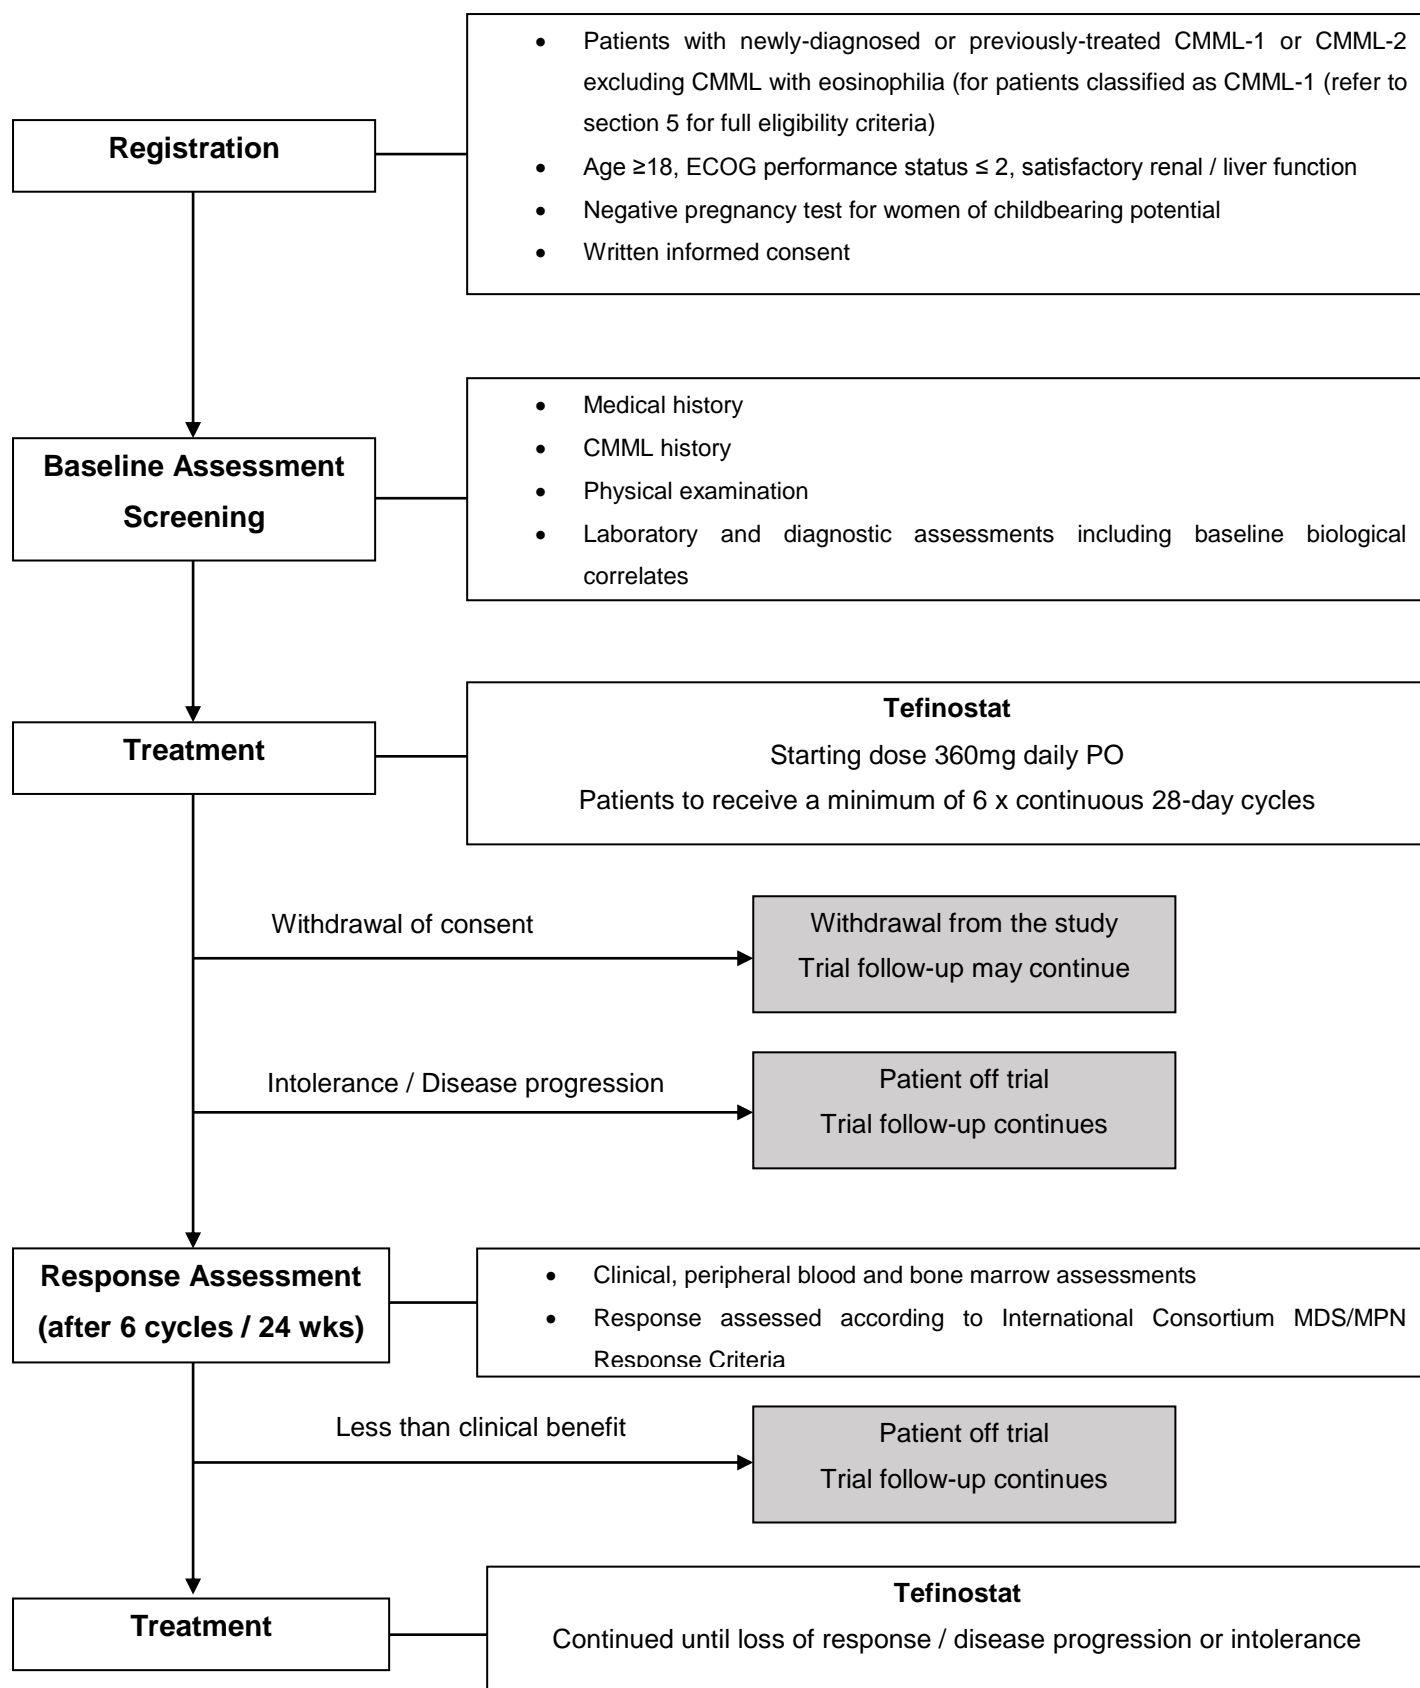 Registration
• Patients with newly-diagnosed or previously-treated CMML-1 or CMML-2
excluding CMML with eosinophilia (for patients classified as CMML-1 (refer to
section 5 for full eligibility criteria)
• Age ≥18, ECOG performance status ≤ 2, satisfactory renal / liver function
• Negative pregnancy test for women of childbearing potential
• Written informed consent
Baseline Assessment
Screening
• Medical history
• CMML history
• Physical examination
• Laboratory and diagnostic assessments including baseline biological
correlates
Treatment
Tefinostat
Starting dose 360mg daily PO
Patients to receive a minimum of 6 x continuous 28-day cycles
Withdrawal of consent
Withdrawal from the study
Trial follow-up may continue
Intolerance / Disease progression
Patient off trial
Trial follow-up continues
Response Assessment
(after 6 cycles / 24 wks)
• Clinical, peripheral blood and bone marrow assessments
• Response assessed according to International Consortium MDS/MPN
Response Criteria
Less than clinical benefit
Patient off trial
Trial follow-up continues
Treatment
Tefinostat
Continued until loss of response / disease progression or intolerance